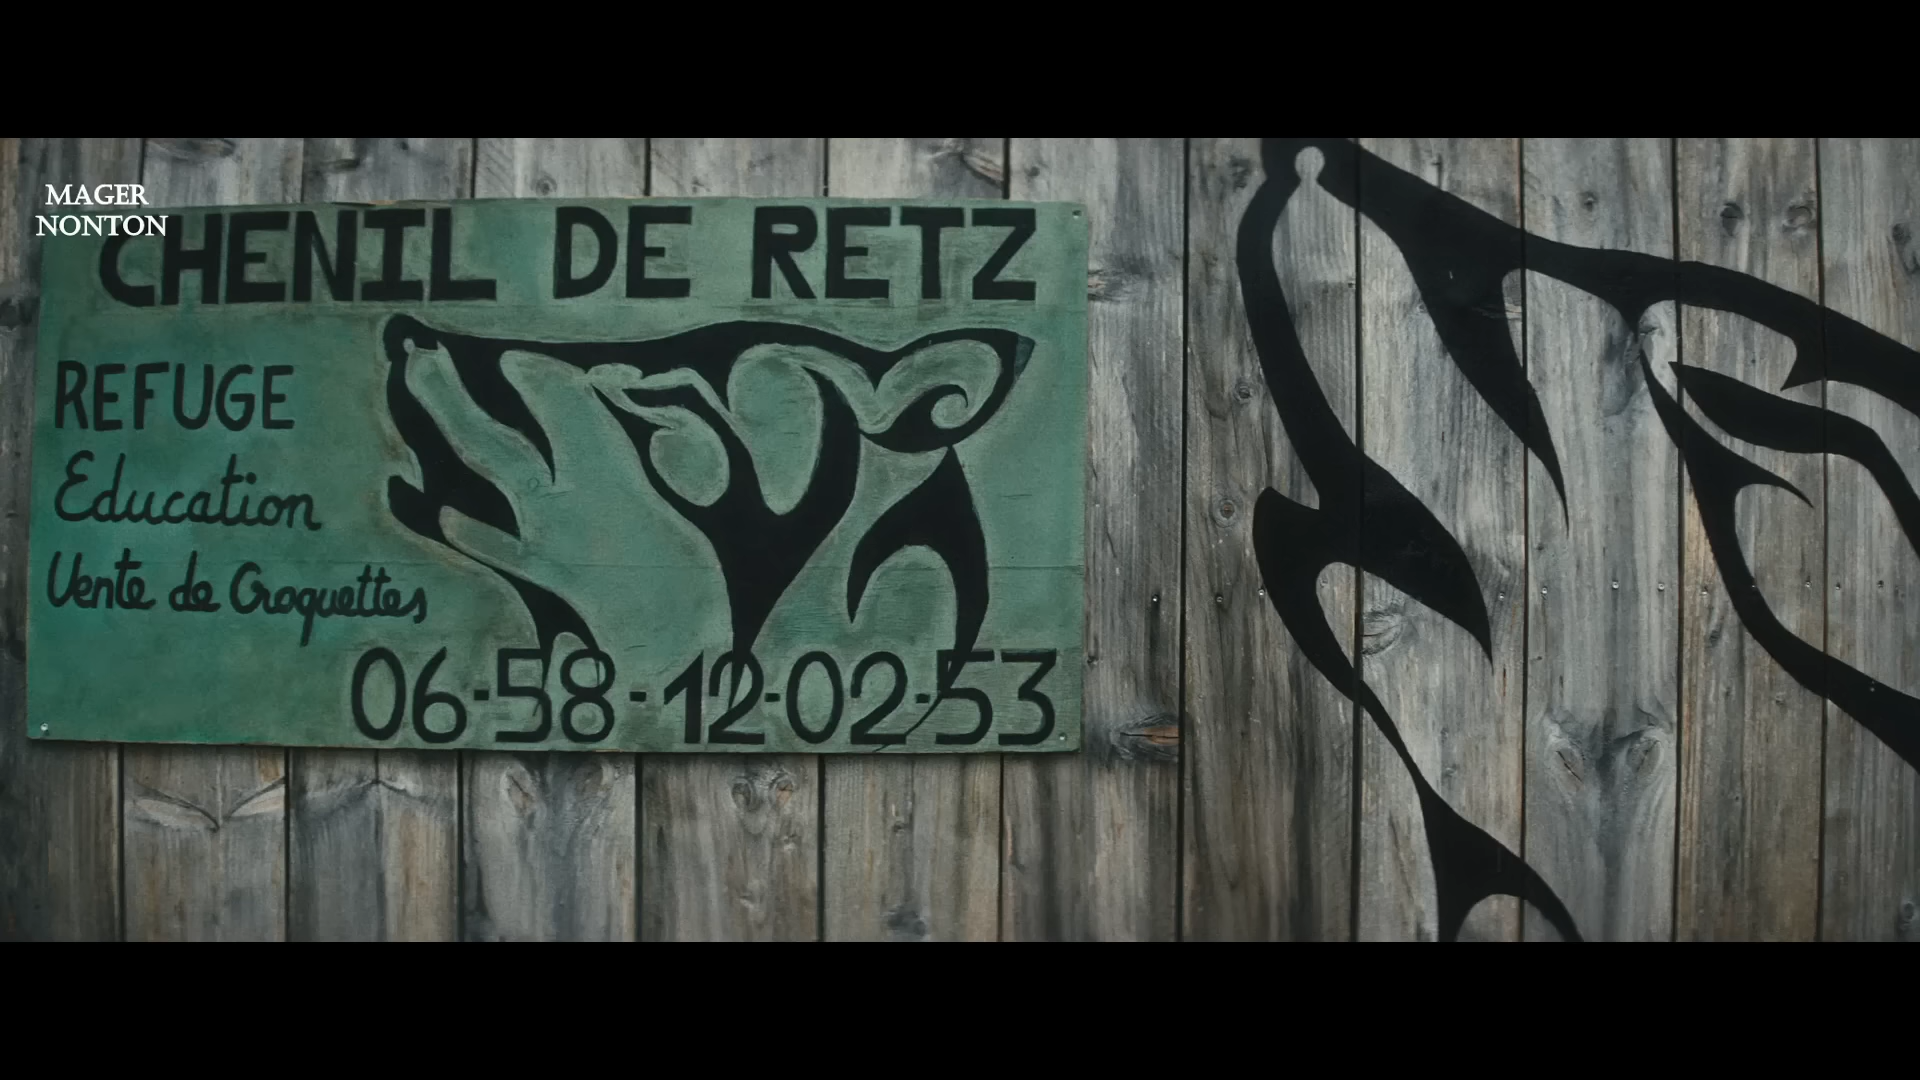 MAGER
NONTON
CHENIL DE RETZ
REFUGE
Education
Vente de Croquettes
06-58-12-02-53